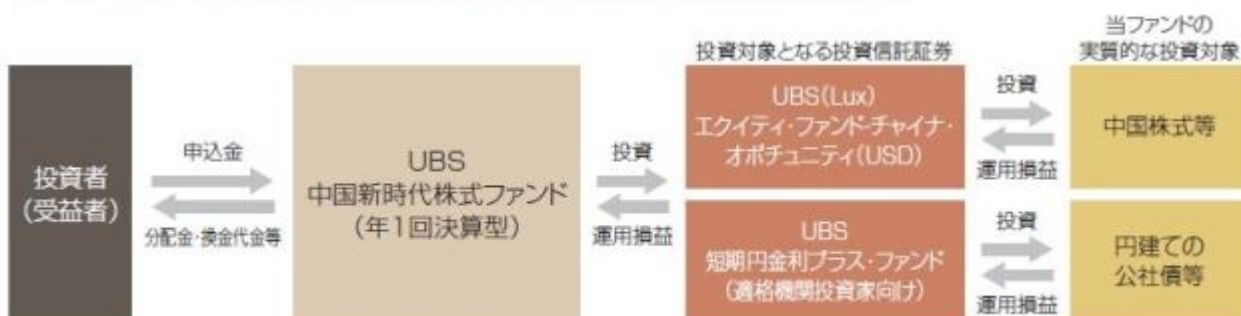 当ファンドの
実質的な投資対象
投資対象となる投資信託証券
投資者
(受益者)
申込金
分配金・換金代金等
UBS
中国新時代株式ファンド
(年1回決算型)
投資
運用損益
UBS(Lux)
エクイティ・ファンド-チャイナ・
オポチュニティ(USD)
投資
運用損益
中国株式等
UBS
短期円金利プラス・ファンド
(適格機関投資家向け)
投資
運用損益
円建ての
公社債等